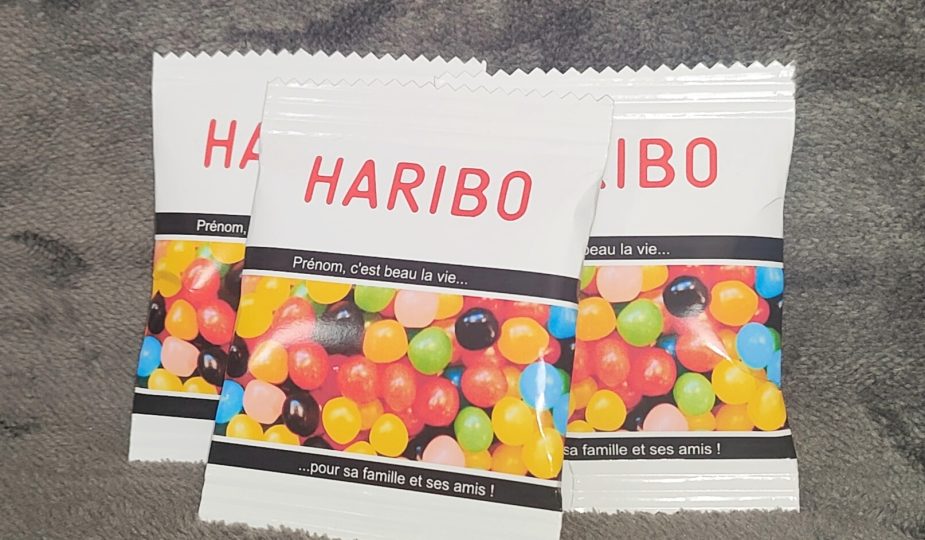 HA
HARIBO
IBO
Prénom,
Prénom, c'est beau la vie...
beau la vie...
...pour sa famille et ses amis !
sa famille et ses amis !